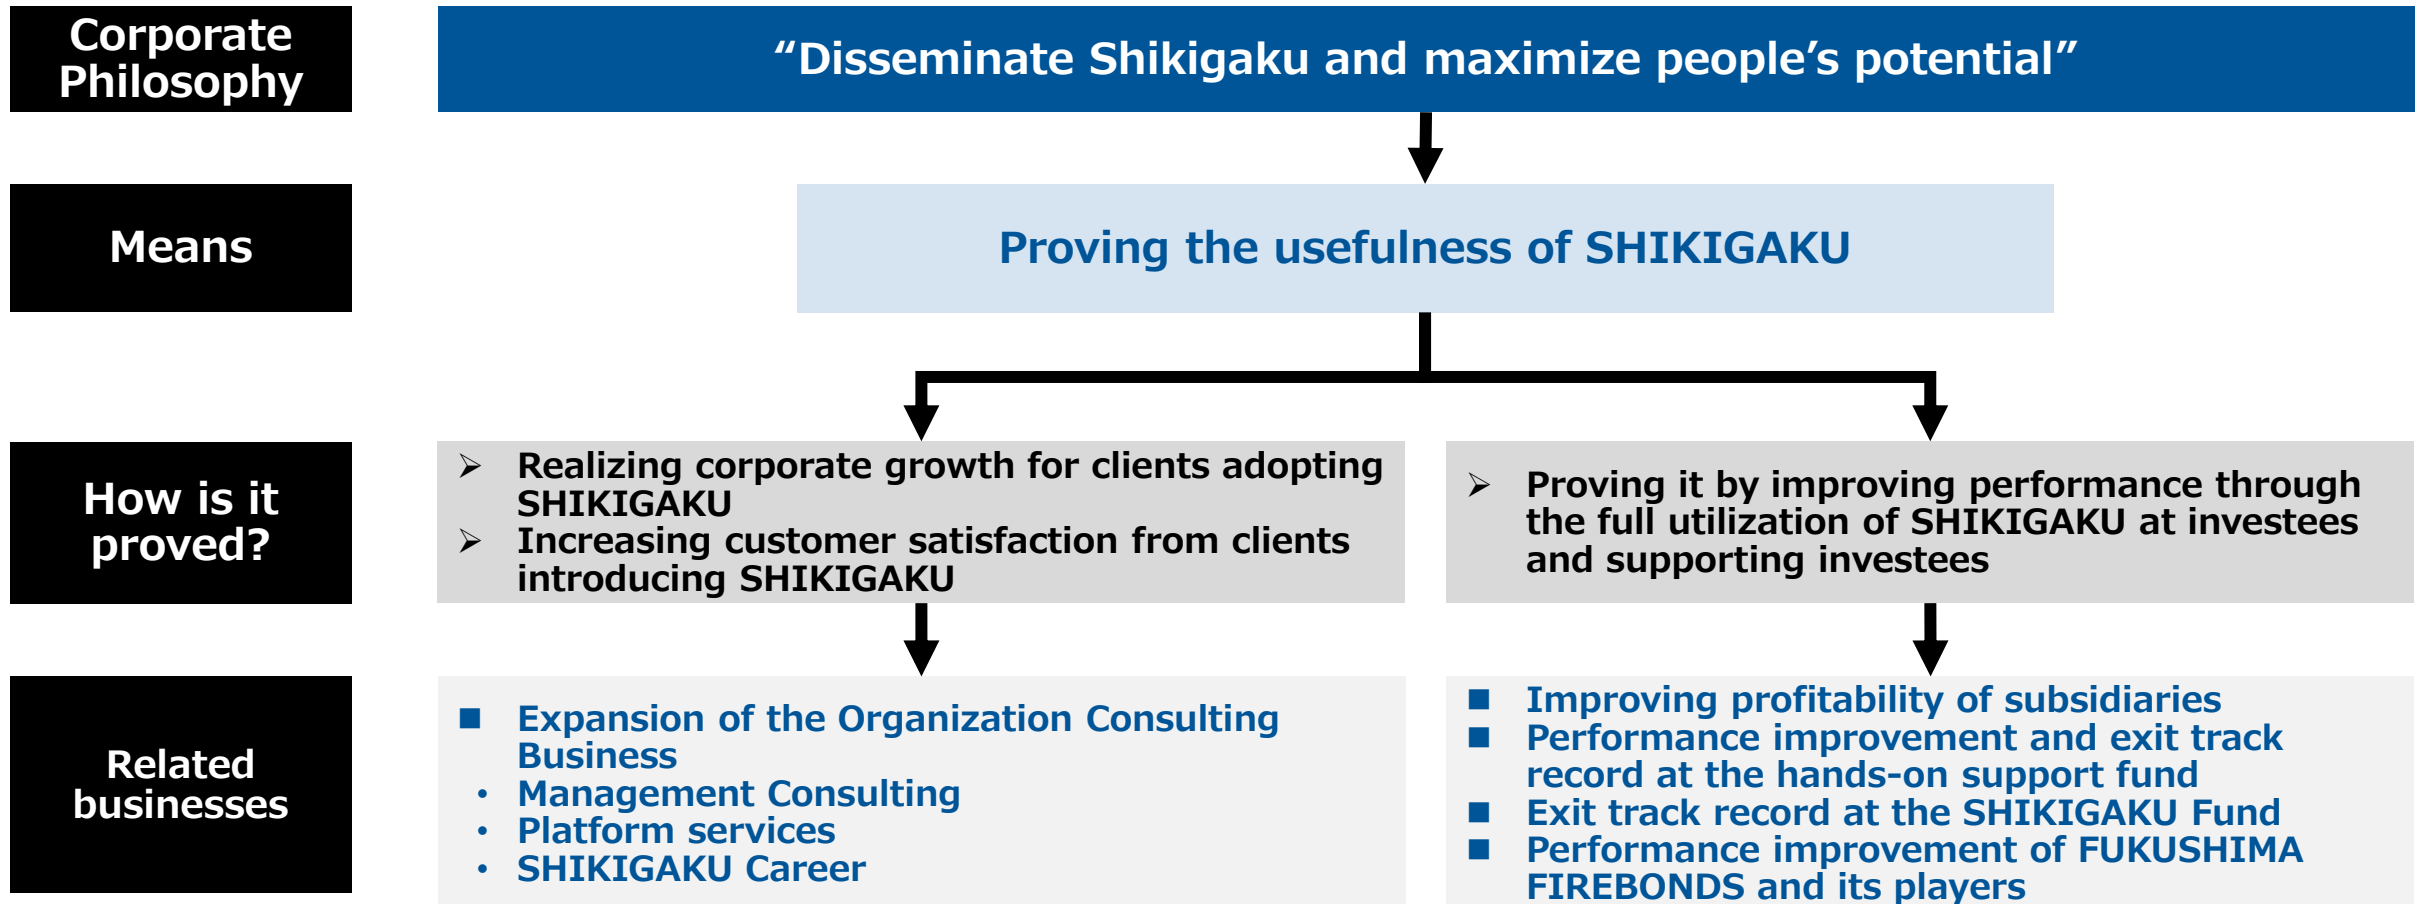 Corporate
Philosophy
“Disseminate Shikigaku and maximize people’s potential”
Means
Proving the usefulness of SHIKIGAKU
How is it
proved?
➢ Realizing corporate growth for clients adopting
SHIKIGAKU
➢ Increasing customer satisfaction from clients
introducing SHIKIGAKU
➢ Proving it by improving performance through
the full utilization of SHIKIGAKU at investees
and supporting investees
Related
businesses
■ Expansion of the Organization Consulting
Business
• Management Consulting
• Platform services
• SHIKIGAKU Career
■ Improving profitability of subsidiaries
■ Performance improvement and exit track
record at the hands-on support fund
■ Exit track record at the SHIKIGAKU Fund
■ Performance improvement of FUKUSHIMA
FIREBONDS and its players